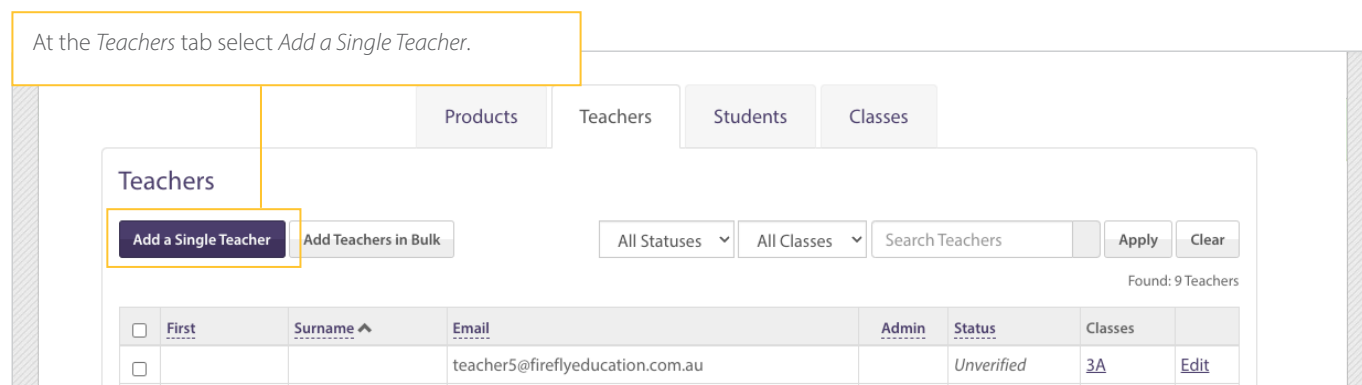 At the Teachers tab select Add a Single Teacher.
Products Teachers Students Classes
Teachers
Add a Single Teacher Add Teachers in Bulk All Statuses All Classes Search Teachers Apply Clear
Found: 9 Teachers
First Surname Email Admin Status Classes
teacher5@fireflyeducation.com.au Unverified 3A Edit